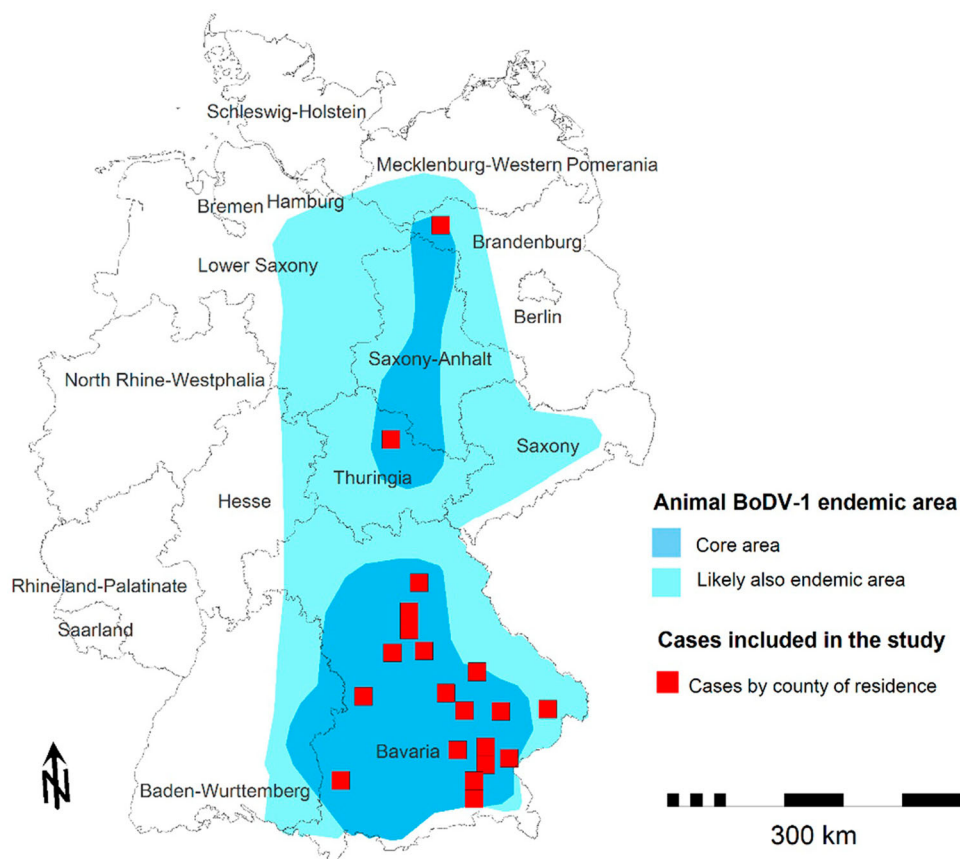 Schleswig-Holstein
Mecklenburg-Western Pomerania
Hamburg
Bremen
Brandenburg
Lower Saxony
Berlin
Saxony-Anhalt
North Rhine-Westphalia
Saxony
Thuringia
Hesse
Rhineland-Palatinate
Saarland
Bavaria
Baden-Wurttemberg
N
Animal BoDV-1 endemic area
Core area
Likely also endemic area
Cases included in the study
Cases by county of residence
300 km